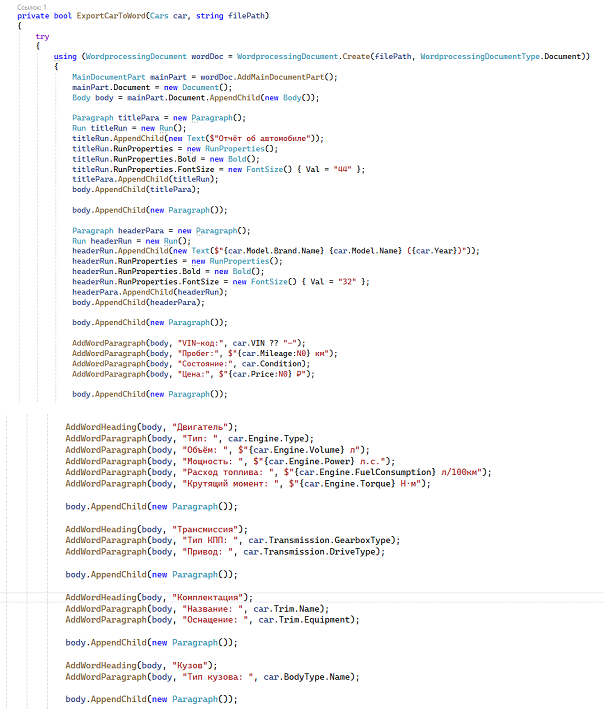 Ссылок: 1
private bool ExportCarToWord(Cars car, string filePath)
{
try
{
using (WordprocessingDocument wordDoc = WordprocessingDocument.Create(filePath, WordprocessingDocumentType.Document))
{
MainDocumentPart mainPart = wordDoc.AddMainDocumentPart();
mainPart.Document = new Document();
Body body = mainPart.Document.AppendChild(new Body());
Paragraph titlePara = new Paragraph();
Run titleRun = new Run();
titleRun.AppendChild(new Text($"Отчёт об автомобиле"));
titleRun.RunProperties = new RunProperties();
titleRun.RunProperties.Bold = new Bold();
titleRun.RunProperties.FontSize = new FontSize() { Val = "44" };
titlePara.AppendChild(titleRun);
body.AppendChild(titlePara);
body.AppendChild(new Paragraph());
Paragraph headerPara = new Paragraph();
Run headerRun = new Run();
headerRun.AppendChild(new Text($"{car.Model.Brand.Name} {car.Model.Name} ({car.Year})"));
headerRun.RunProperties = new RunProperties();
headerRun.RunProperties.Bold = new Bold();
headerRun.RunProperties.FontSize = new FontSize() { Val = "32" };
headerPara.AppendChild(headerRun);
body.AppendChild(headerPara);
body.AppendChild(new Paragraph());
AddWordParagraph(body, "VIN-код:", car.VIN ?? "—");
AddWordParagraph(body, "Пробег:", $"{car.Mileage:N0} км");
AddWordParagraph(body, "Состояние:", car.Condition);
AddWordParagraph(body, "Цена:", $"{car.Price:N0} ₽");
body.AppendChild(new Paragraph());
AddWordHeading(body, "Двигатель");
AddWordParagraph(body, "Тип: ", car.Engine.Type);
AddWordParagraph(body, "Объём: ", $"{car.Engine.Volume} л");
AddWordParagraph(body, "Мощность: ", $"{car.Engine.Power} л.с.");
AddWordParagraph(body, "Расход топлива: ", $"{car.Engine.FuelConsumption} л/100км");
AddWordParagraph(body, "Крутящий момент: ", $"{car.Engine.Torque} Н·м");
body.AppendChild(new Paragraph());
AddWordHeading(body, "Трансмиссия");
AddWordParagraph(body, "Тип КПП: ", car.Transmission.GearboxType);
AddWordParagraph(body, "Привод: ", car.Transmission.DriveType);
body.AppendChild(new Paragraph());
AddWordHeading(body, "Комплектация");
AddWordParagraph(body, "Название: ", car.Trim.Name);
AddWordParagraph(body, "Оснащение: ", car.Trim.Equipment);
body.AppendChild(new Paragraph());
AddWordHeading(body, "Кузов");
AddWordParagraph(body, "Тип кузова: ", car.BodyType.Name);
body.AppendChild(new Paragraph());